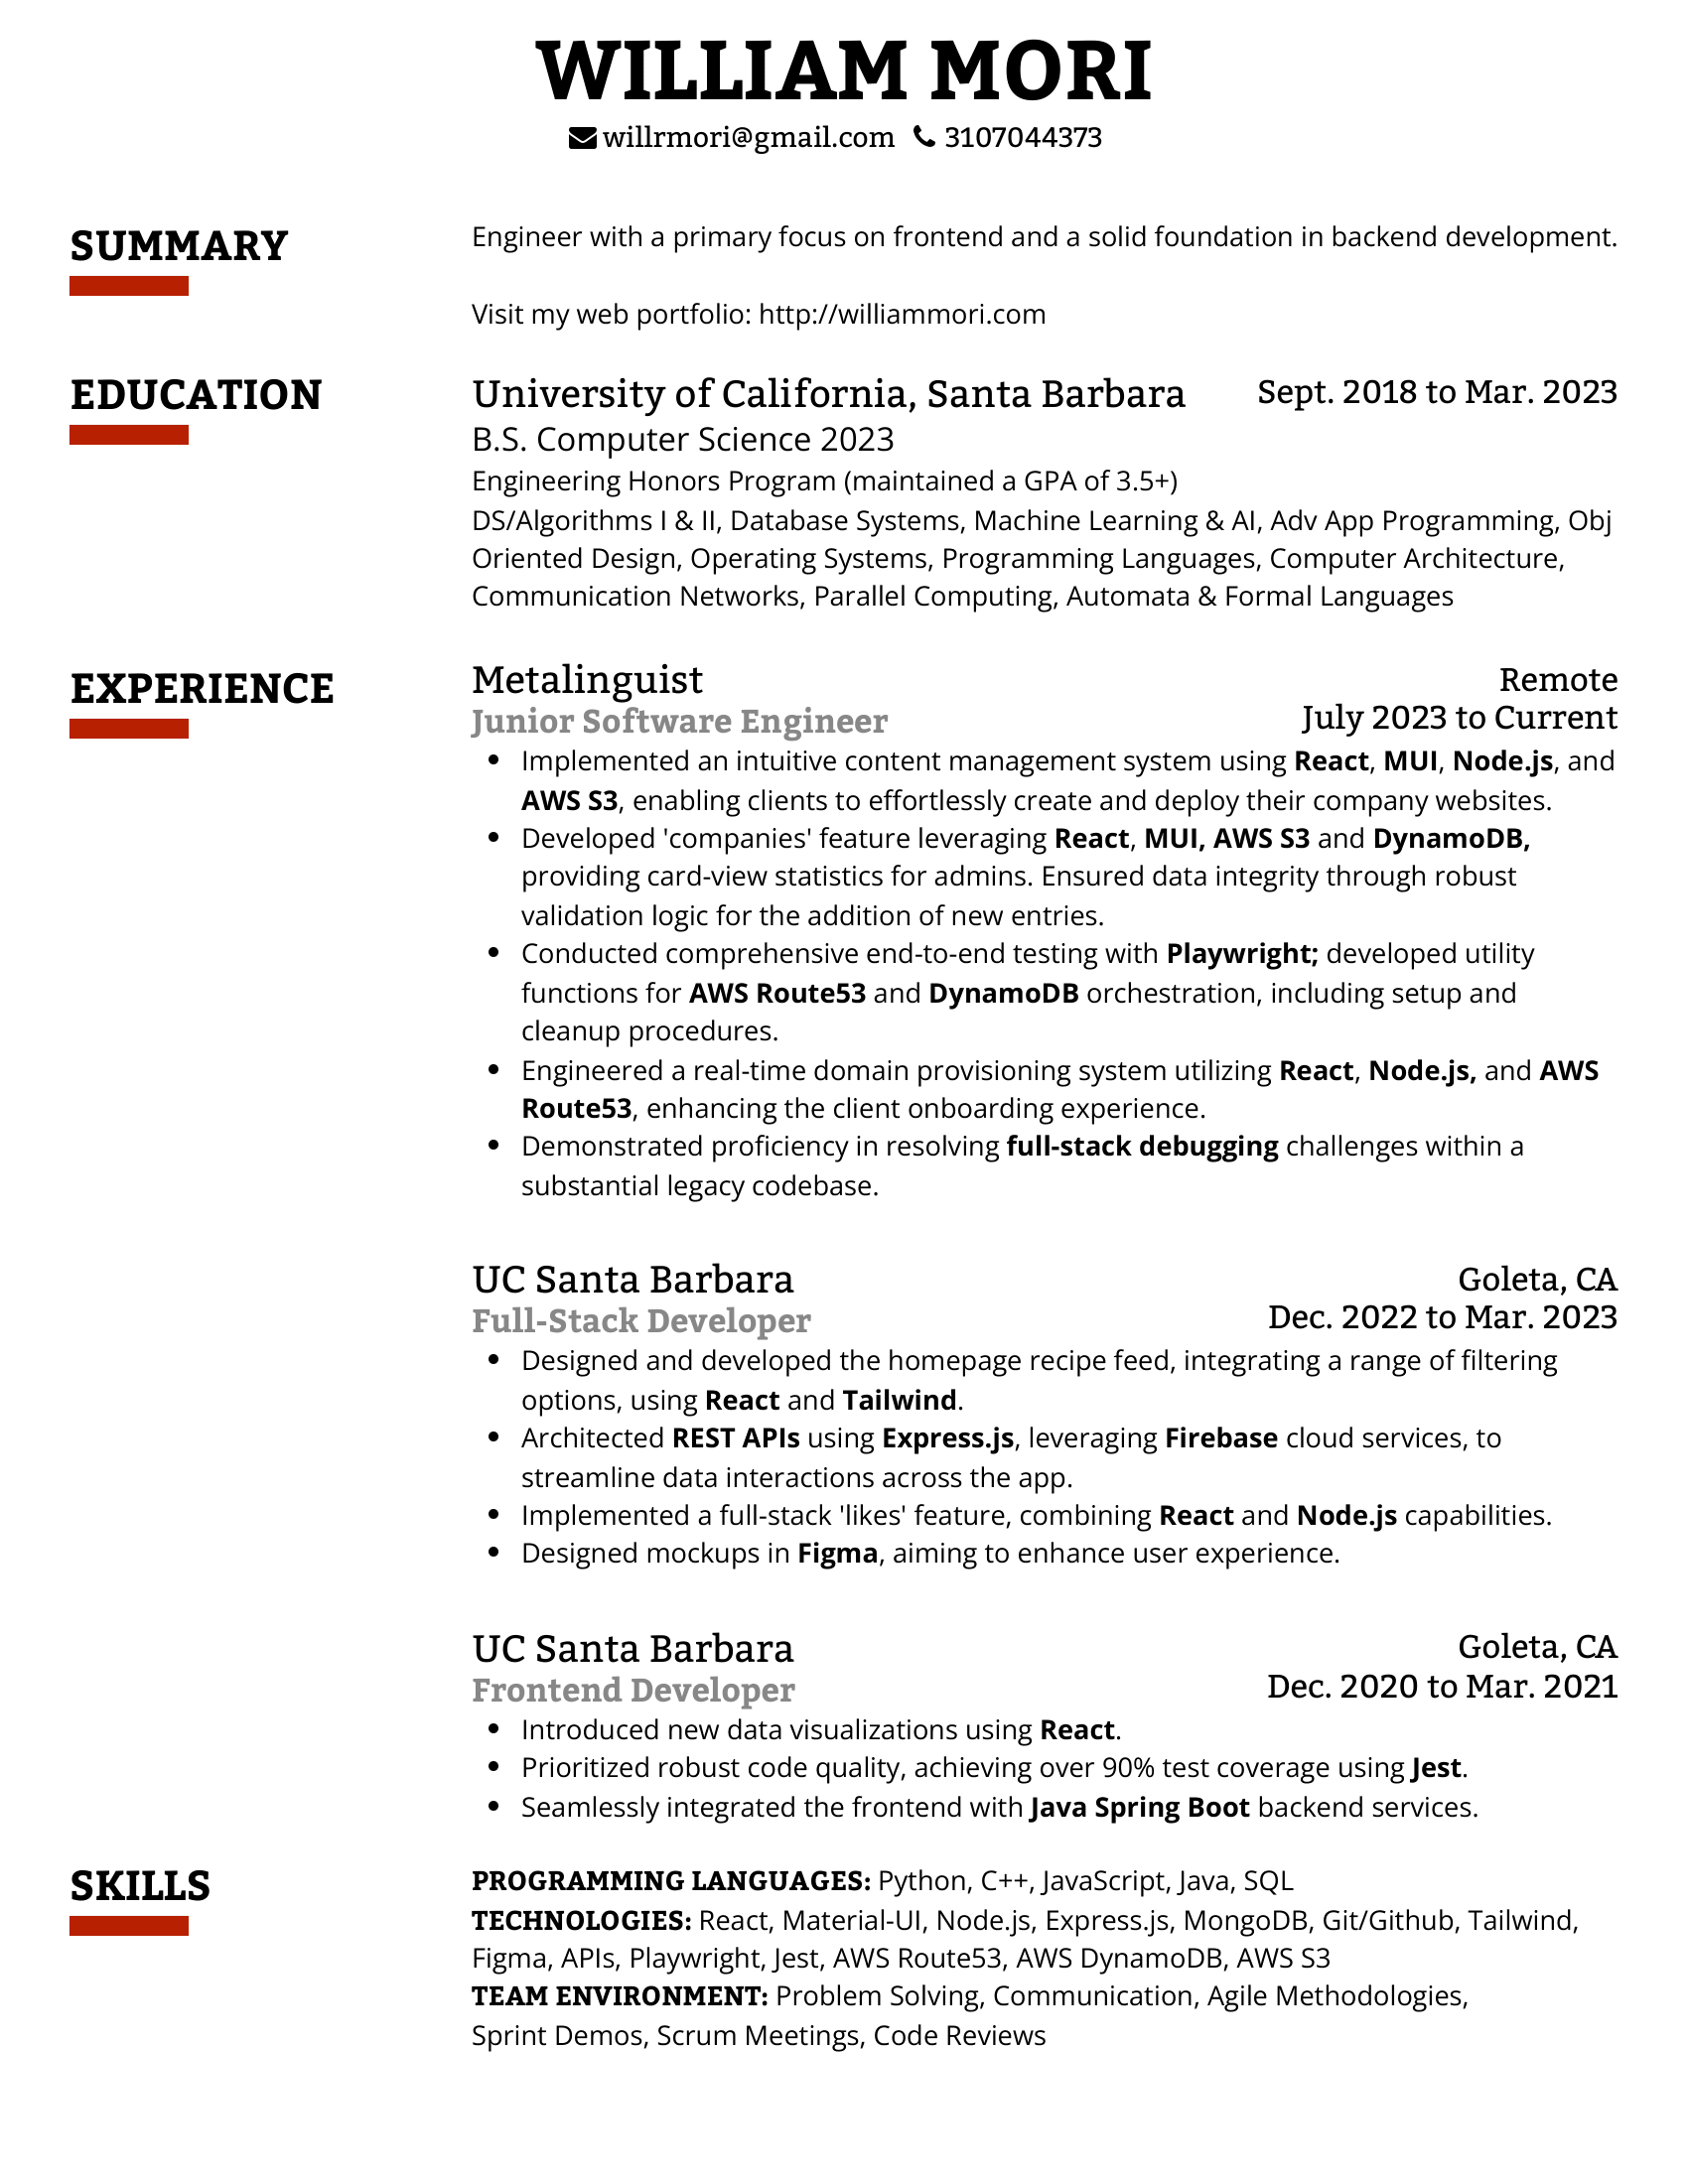 WILLIAM MORI
willrmori@gmail.com 3107044373
SUMMARY
Engineer with a primary focus on frontend and a solid foundation in backend development.
Visit my web portfolio: http://williammori.com
EDUCATION
University of California, Santa Barbara Sept. 2018 to Mar. 2023
B.S. Computer Science 2023
Engineering Honors Program (maintained a GPA of 3.5+)
DS/Algorithms I & II, Database Systems, Machine Learning & AI, Adv App Programming, Obj
Oriented Design, Operating Systems, Programming Languages, Computer Architecture,
Communication Networks, Parallel Computing, Automata & Formal Languages
EXPERIENCE
Metalinguist Remote
Junior Software Engineer July 2023 to Current
• Implemented an intuitive content management system using React, MUI, Node.js, and
AWS S3, enabling clients to effortlessly create and deploy their company websites.
• Developed 'companies' feature leveraging React, MUI, AWS S3 and DynamoDB,
providing card-view statistics for admins. Ensured data integrity through robust
validation logic for the addition of new entries.
• Conducted comprehensive end-to-end testing with Playwright; developed utility
functions for AWS Route53 and DynamoDB orchestration, including setup and
cleanup procedures.
• Engineered a real-time domain provisioning system utilizing React, Node.js, and AWS
Route53, enhancing the client onboarding experience.
• Demonstrated proficiency in resolving full-stack debugging challenges within a
substantial legacy codebase.
UC Santa Barbara Goleta, CA
Full-Stack Developer Dec. 2022 to Mar. 2023
• Designed and developed the homepage recipe feed, integrating a range of filtering
options, using React and Tailwind.
• Architected REST APIs using Express.js, leveraging Firebase cloud services, to
streamline data interactions across the app.
• Implemented a full-stack 'likes' feature, combining React and Node.js capabilities.
• Designed mockups in Figma, aiming to enhance user experience.
UC Santa Barbara Goleta, CA
Frontend Developer Dec. 2020 to Mar. 2021
• Introduced new data visualizations using React.
• Prioritized robust code quality, achieving over 90% test coverage using Jest.
• Seamlessly integrated the frontend with Java Spring Boot backend services.
SKILLS
PROGRAMMING LANGUAGES: Python, C++, JavaScript, Java, SQL
TECHNOLOGIES: React, Material-UI, Node.js, Express.js, MongoDB, Git/Github, Tailwind,
Figma, APIs, Playwright, Jest, AWS Route53, AWS DynamoDB, AWS S3
TEAM ENVIRONMENT: Problem Solving, Communication, Agile Methodologies,
Sprint Demos, Scrum Meetings, Code Reviews